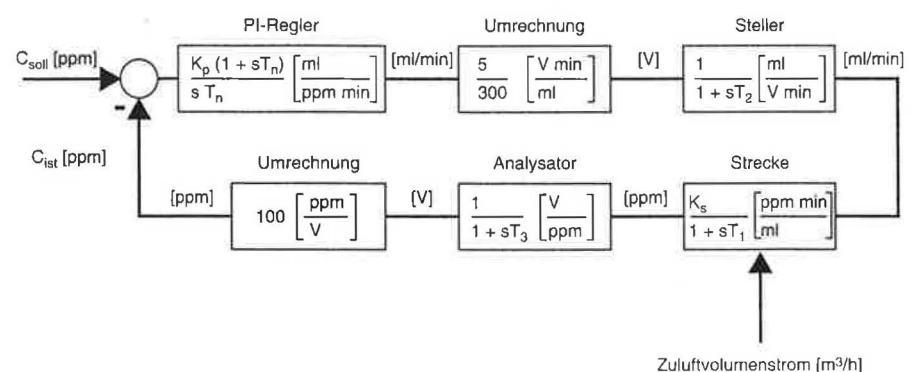 PI-Regler
Umrechnung
Steller
C_soll [ppm]
K_p (1 + sT_n) / s T_n [ml / ppm min]
[ml/min]
5 / 300 [V min / ml]
[V]
1 / 1 + sT_2 [ml / V min]
[ml/min]
-
C_ist [ppm]
Umrechnung
Analysator
Strecke
[ppm]
100 [ppm / V]
[V]
1 / 1 + sT_3 [V / ppm]
[ppm]
K_s / 1 + sT_1 [ppm min / ml]
Zuluftvolumenstrom [m³/h]